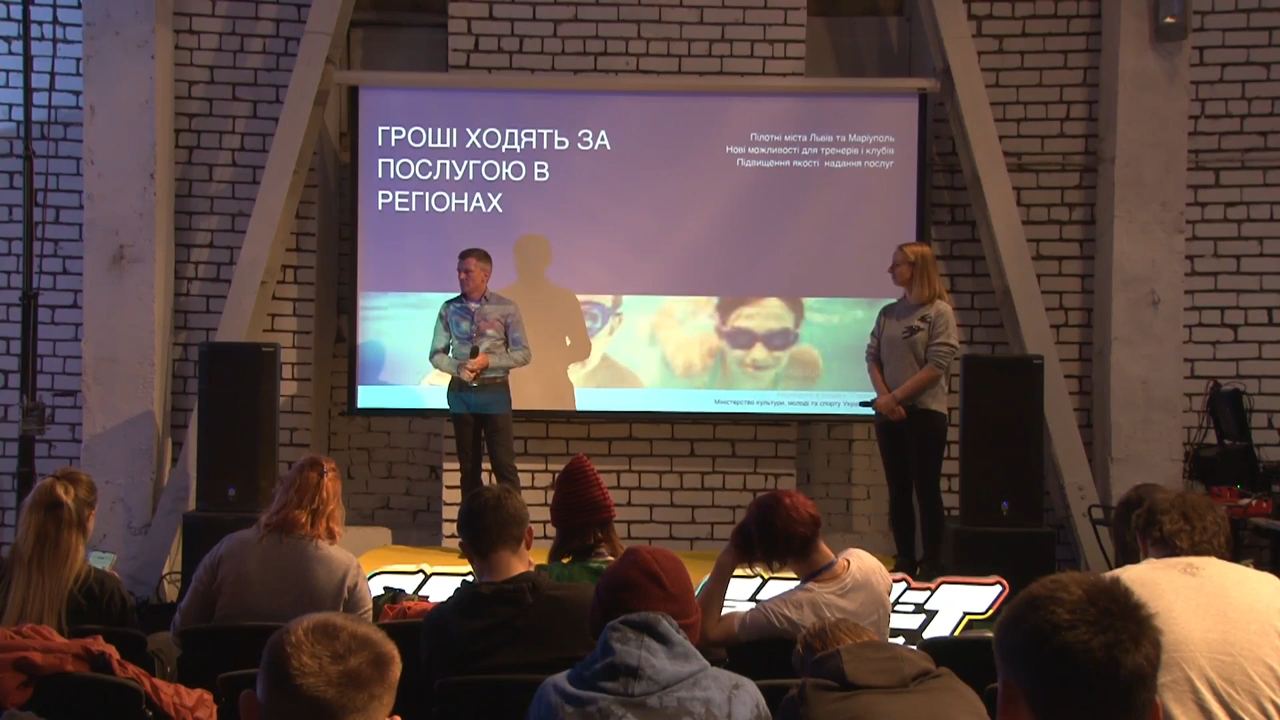 ГРОШІ ХОДЯТЬ ЗА
ПОСЛУГОЮ В
РЕГІОНАХ
Пілотні міста Львів та Маріуполь
Нові можливості для тренерів і клубів
Підвищення якості надання послуг
Міністерство культури, молоді та спорту